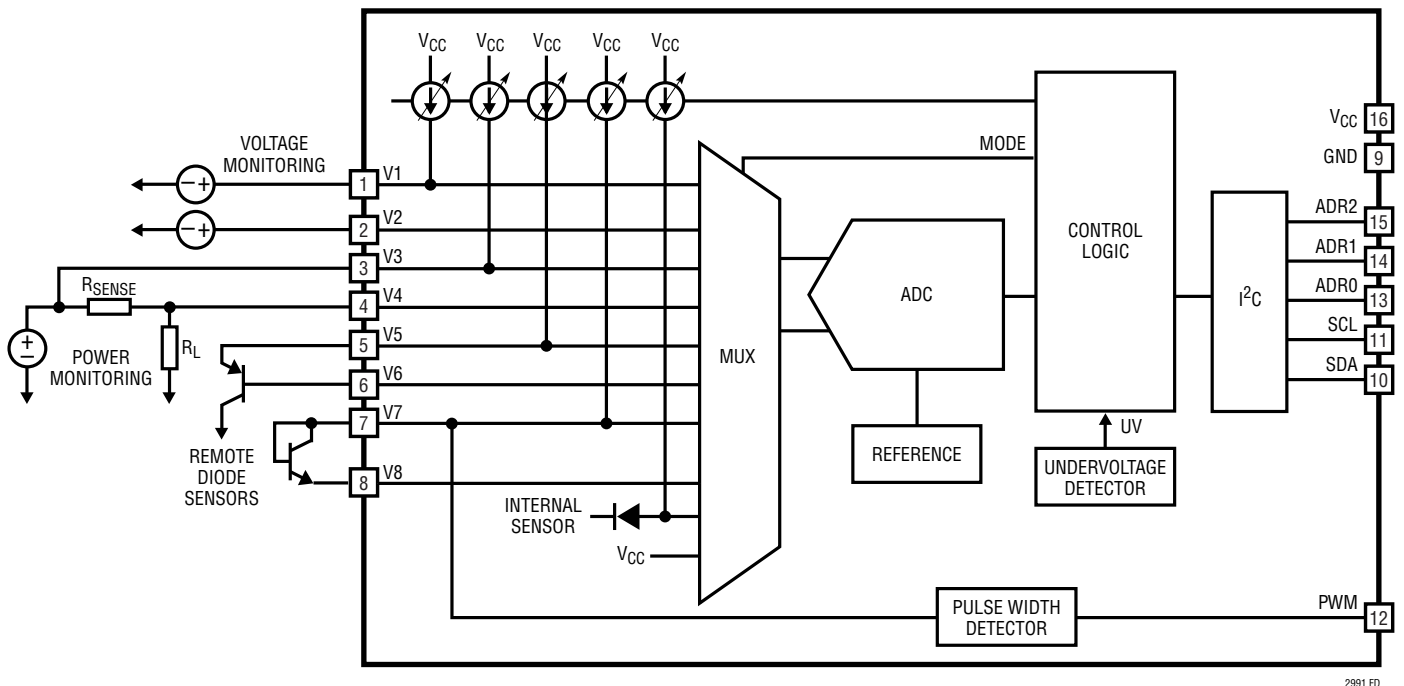 VCC VCC VCC VCC VCC
VOLTAGE
MONITORING
1 V1
− +
2 V2
− +
3 V3
RSENSE
4 V4
RL
5 V5
+
−
POWER
MONITORING
6 V6
7 V7
REMOTE
DIODE
SENSORS
8 V8
INTERNAL
SENSOR
VCC
MUX
MODE
ADC
REFERENCE
CONTROL
LOGIC
UV
UNDERVOLTAGE
DETECTOR
I2C
VCC 16
GND 9
ADR2 15
ADR1 14
ADR0 13
SCL 11
SDA 10
PULSE WIDTH
DETECTOR
PWM 12
2991 FD